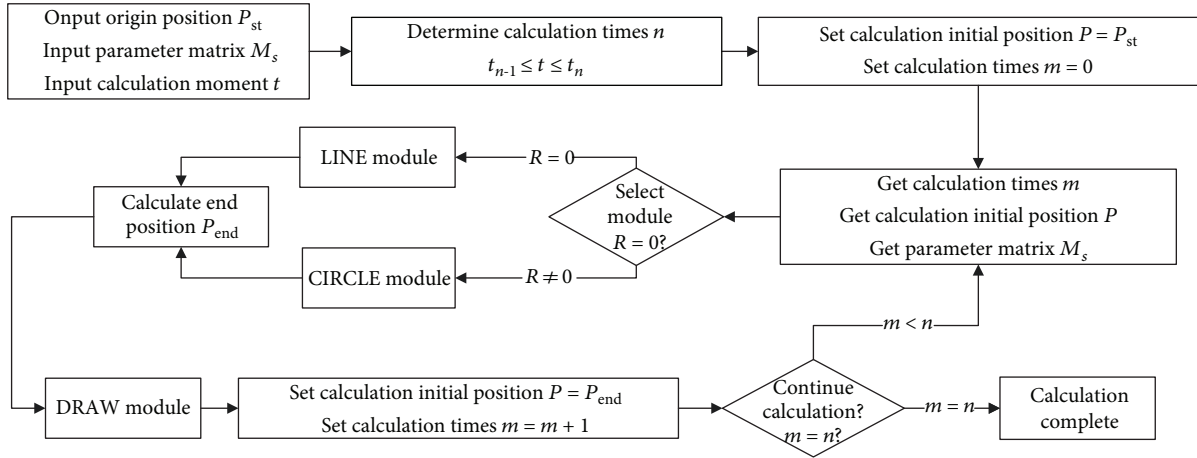 Onput origin position P_st
Input parameter matrix M_s
Input calculation moment t
Determine calculation times n
t_{n-1} ≤ t ≤ t_n
Set calculation initial position P = P_st
Set calculation times m = 0
Get calculation times m
Get calculation initial position P
Get parameter matrix M_s
Select
module
R = 0?
R = 0
LINE module
R ≠ 0
CIRCLE module
Calculate end
position P_end
DRAW module
Set calculation initial position P = P_end
Set calculation times m = m + 1
Continue
calculation?
m = n?
m < n
m = n
Calculation
complete